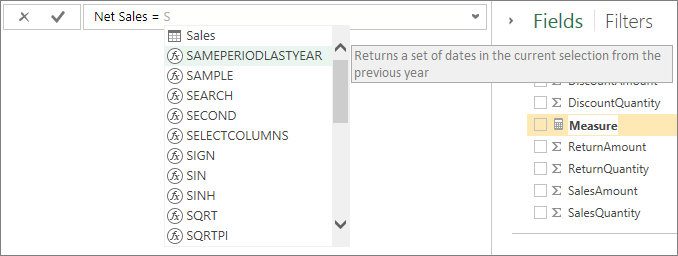 Net Sales = S
Sales
SAMEPERIODLASTYEAR
SAMPLE
SEARCH
SECOND
SELECTCOLUMNS
SIGN
SIN
SINH
SQRT
SQRTPI
Returns a set of dates in the current selection from the
previous year
Fields Filters
DiscountAmount
DiscountQuantity
Measure
ReturnAmount
ReturnQuantity
SalesAmount
SalesQuantity